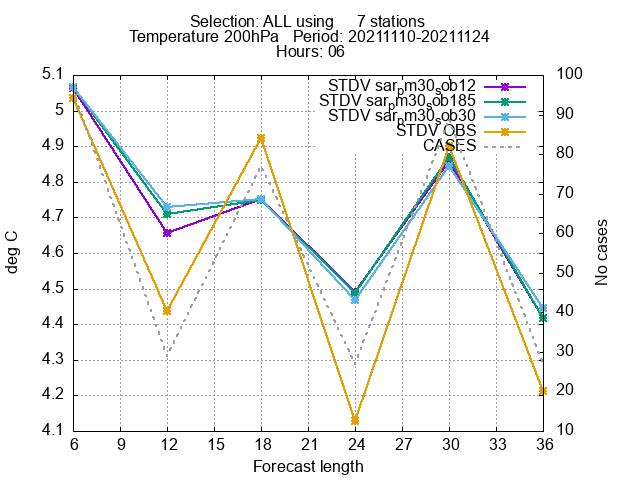 Selection: ALL using 7 stations
Temperature 200hPa Period: 20211110-20211124
Hours: 06
STDV sarpm30sob12
STDV sarpm30sob185
STDV sarpm30sob30
STDV OBS
CASES
deg C
5.1
5
4.9
4.8
4.7
4.6
4.5
4.4
4.3
4.2
4.1
No cases
100
90
80
70
60
50
40
30
20
10
6 9 12 15 18 21 24 27 30 33 36
Forecast length